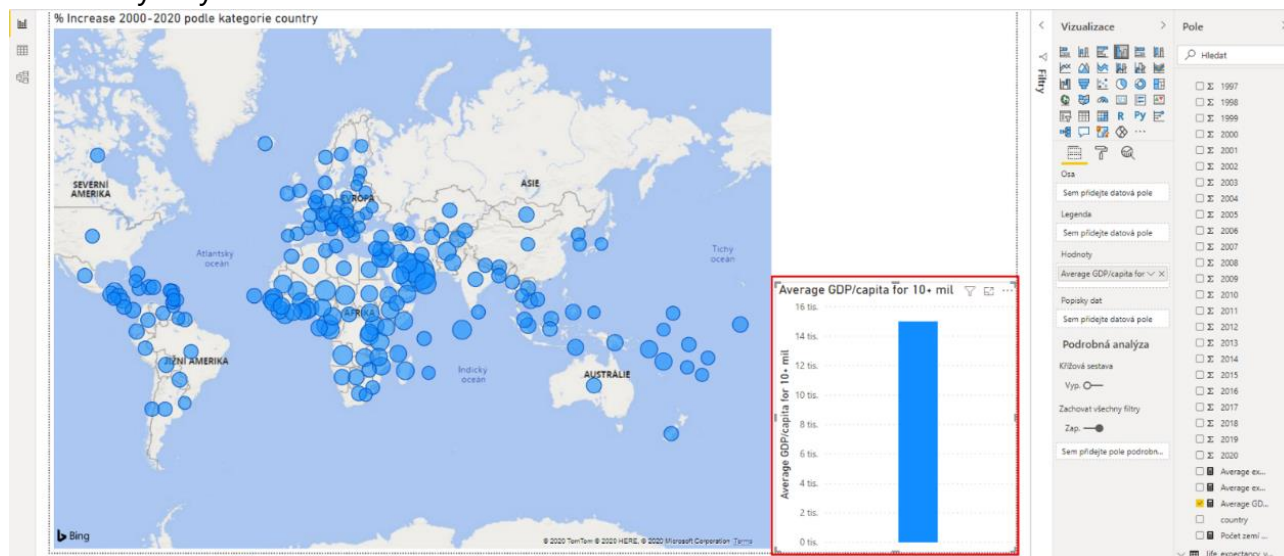 % Increase 2000-2020 podle kategorie country
SEVERNÍ
AMERIKA
EVROPA
ASIE
Atlantský
oceán
Tichý
oceán
AFRIKA
JIŽNÍ AMERIKA
Indický
oceán
AUSTRÁLIE
Bing
© 2020 TomTom © 2020 HERE, © 2020 Microsoft Corporation Terms
Average GDP/capita for 10+ mil
Average GDP/capita for 10+ mil
16 tis.
14 tis.
12 tis.
10 tis.
8 tis.
6 tis.
4 tis.
2 tis.
0 tis.
Filtry
Vizualizace
R Py
Osa
Sem přidejte datová pole
Legenda
Sem přidejte datová pole
Hodnoty
Average GDP/capita for
Popisky dat
Sem přidejte datová pole
Podrobná analýza
Křížová sestava
Vyp.
Zachovat všechny filtry
Zap.
Sem přidejte pole podrobn...
Pole
Hledat
Σ 1997
Σ 1998
Σ 1999
Σ 2000
Σ 2001
Σ 2002
Σ 2003
Σ 2004
Σ 2005
Σ 2006
Σ 2007
Σ 2008
Σ 2009
Σ 2010
Σ 2011
Σ 2012
Σ 2013
Σ 2014
Σ 2015
Σ 2016
Σ 2017
Σ 2018
Σ 2019
Σ 2020
Average ex...
Average ex...
Average GD...
country
Počet zemí ...
life expectancy